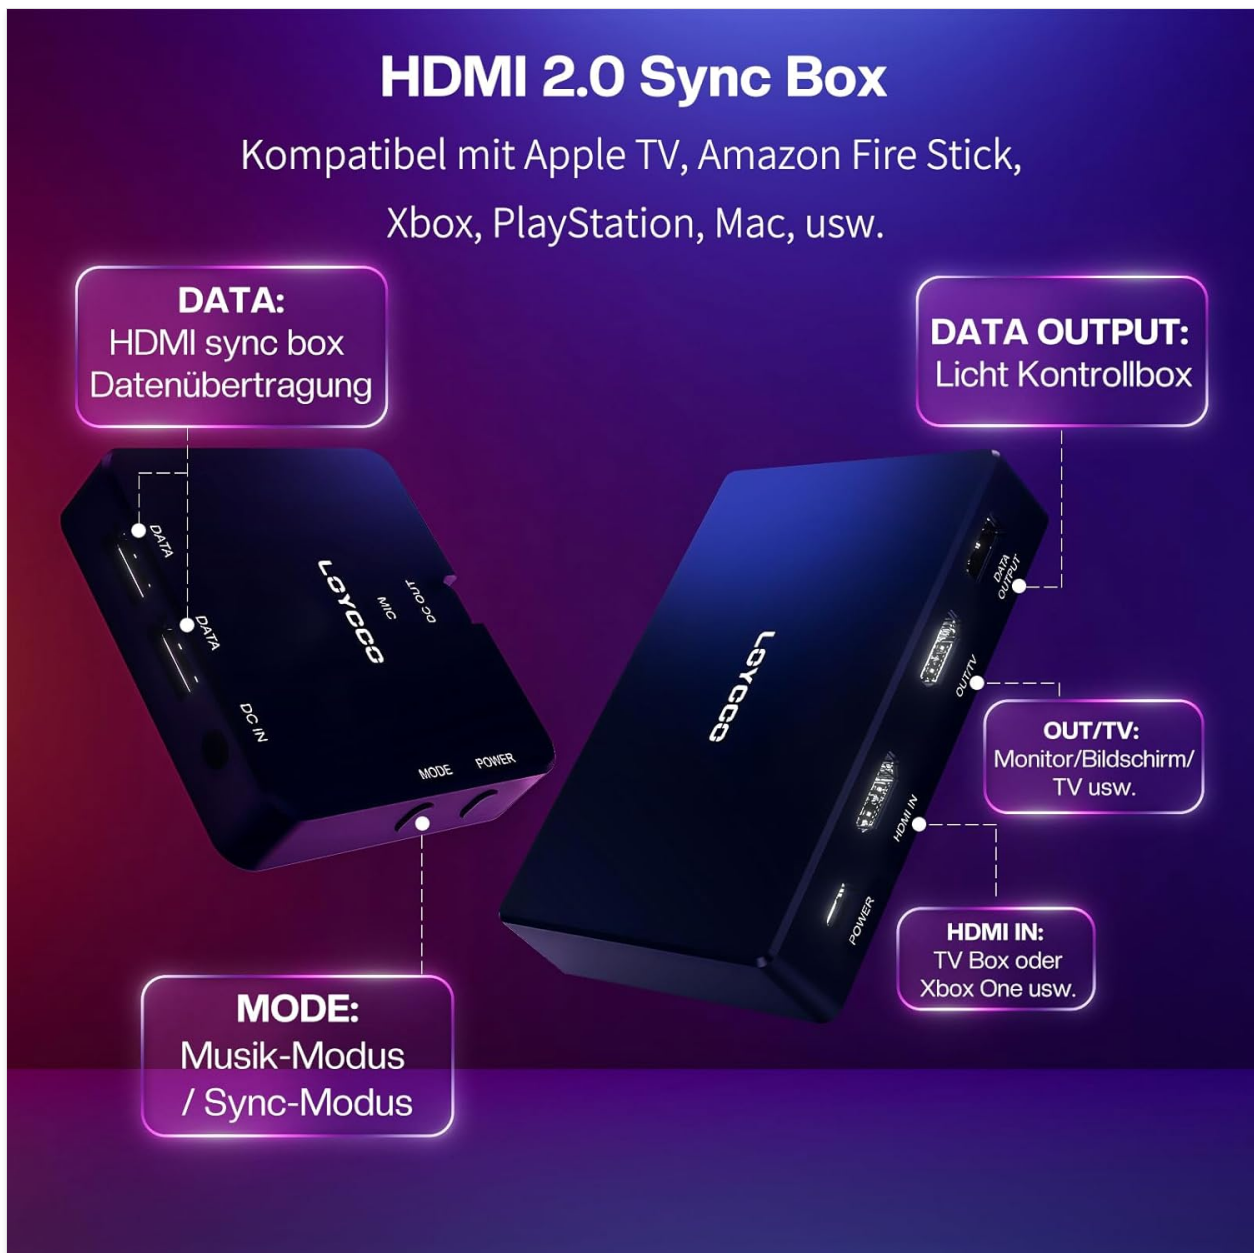 HDMI 2.0 Sync Box
Kompatibel mit Apple TV, Amazon Fire Stick,
Xbox, PlayStation, Mac, usw.
DATA:
HDMI sync box
Datenübertragung
DATA OUTPUT:
Licht Kontrollbox
DATA
DATA
DC IN
LOYCCO
MIC
DC OUT
MODE
POWER
LOYCCO
DATA
OUTPUT
OUT/TV
HDMI IN
POWER
OUT/TV:
Monitor/Bildschirm/
TV usw.
HDMI IN:
TV Box oder
Xbox One usw.
MODE:
Musik-Modus
/ Sync-Modus